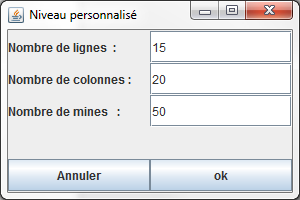 Niveau personnalisé
Nombre de lignes : 15
Nombre de colonnes : 20
Nombre de mines : 50
Annuler ok